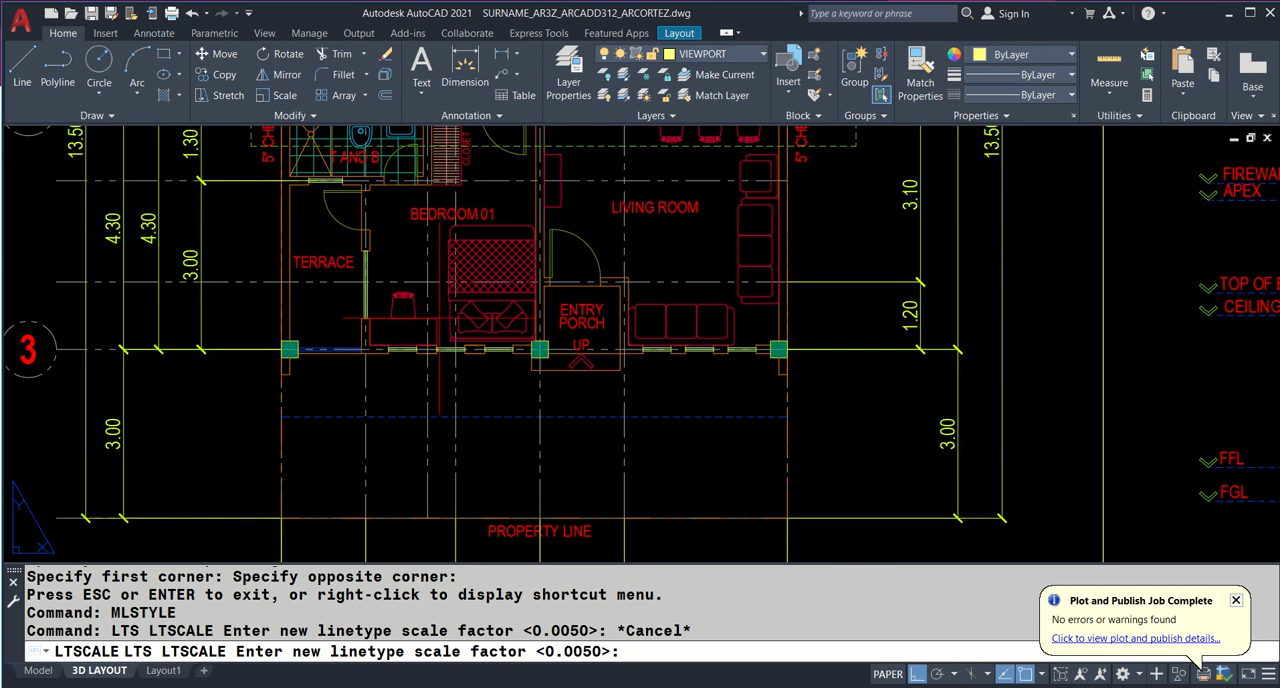 Autodesk AutoCAD 2021 SURNAME_AR3Z_ARCADD312_ARCORTEZ.dwg
Type a keyword or phrase
Sign In
Home Insert Annotate Parametric View Manage Output Add-ins Collaborate Express Tools Featured Apps Layout
Line Polyline Circle Arc
Move Rotate Trim
Copy Mirror Fillet
Stretch Scale Array
Text Dimension Table
Layer Properties
VIEWPORT
Make Current
Match Layer
Insert
Group
Match Properties
ByLayer
ByLayer
ByLayer
Measure
Paste
Base
Draw Modify Annotation Layers Block Groups Properties Utilities Clipboard View
13.50
1.30
5" CHE
T AND B
CLOSET
5" CHE
13.50
FIREWA
APEX
4.30
4.30
3.00
BEDROOM 01
LIVING ROOM
3.10
TERRACE
TOP OF
CEILING
ENTRY
PORCH
UP
1.20
3
3.00
3.00
FFL
FGL
PROPERTY LINE
Y
X
Specify first corner: Specify opposite corner:
Press ESC or ENTER to exit, or right-click to display shortcut menu.
Command: MLSTYLE
Command: LTS LTSCALE Enter new linetype scale factor <0.0050>: *Cancel*
LTSCALE LTS LTSCALE Enter new linetype scale factor <0.0050>:
Plot and Publish Job Complete
No errors or warnings found
Click to view plot and publish details...
Model 3D LAYOUT Layout1 +
PAPER